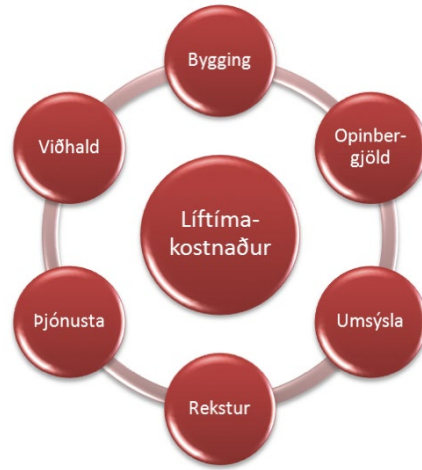 Bygging
Opinber-
gjöld
Umsýsla
Rekstur
Þjónusta
Viðhald
Líftíma-
kostnaður